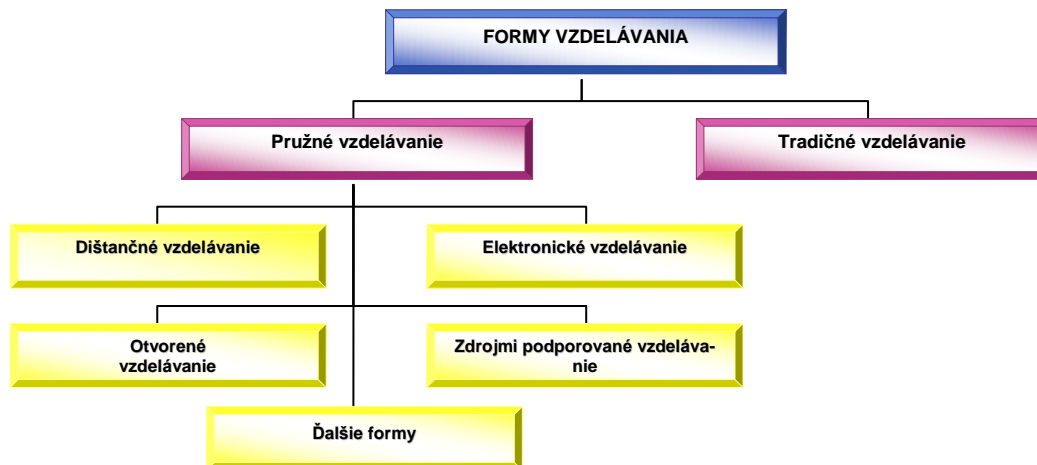 FORMY VZDELÁVANIA
Pružné vzdelávanie
Tradičné vzdelávanie
Dištančné vzdelávanie
Elektronické vzdelávanie
Otvorené
vzdelávanie
Zdrojmi podporované vzdeláva-
nie
Ďalšie formy